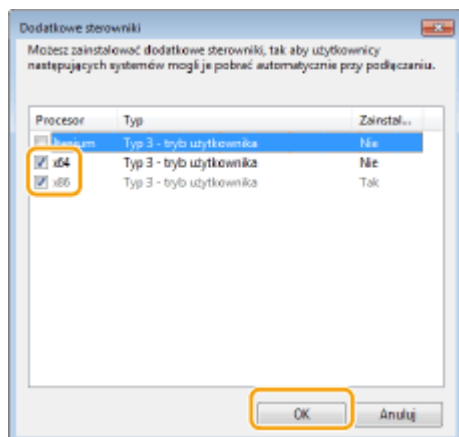 Dodatkowe sterowniki
Możesz zainstalować dodatkowe sterowniki, tak aby użytkownicy
następujących systemów mogli je pobrać automatycznie przy podłączaniu.
Procesor Typ Zainstal...
Itanium Typ 3 - tryb użytkownika Nie
x64 Typ 3 - tryb użytkownika Nie
x86 Typ 3 - tryb użytkownika Tak
OK Anuluj